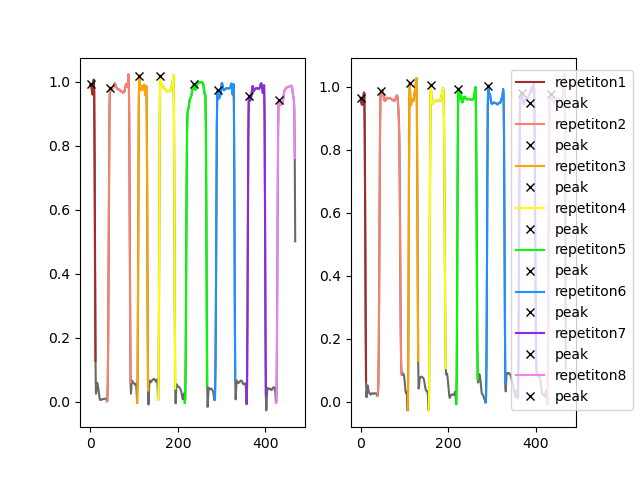 1.0
0.8
0.6
0.4
0.2
0.0
0 200 400
1.0
0.8
0.6
0.4
0.2
0.0
0 200 400
repetiton1
peak
repetiton2
peak
repetiton3
peak
repetiton4
peak
repetiton5
peak
repetiton6
peak
repetiton7
peak
repetiton8
peak